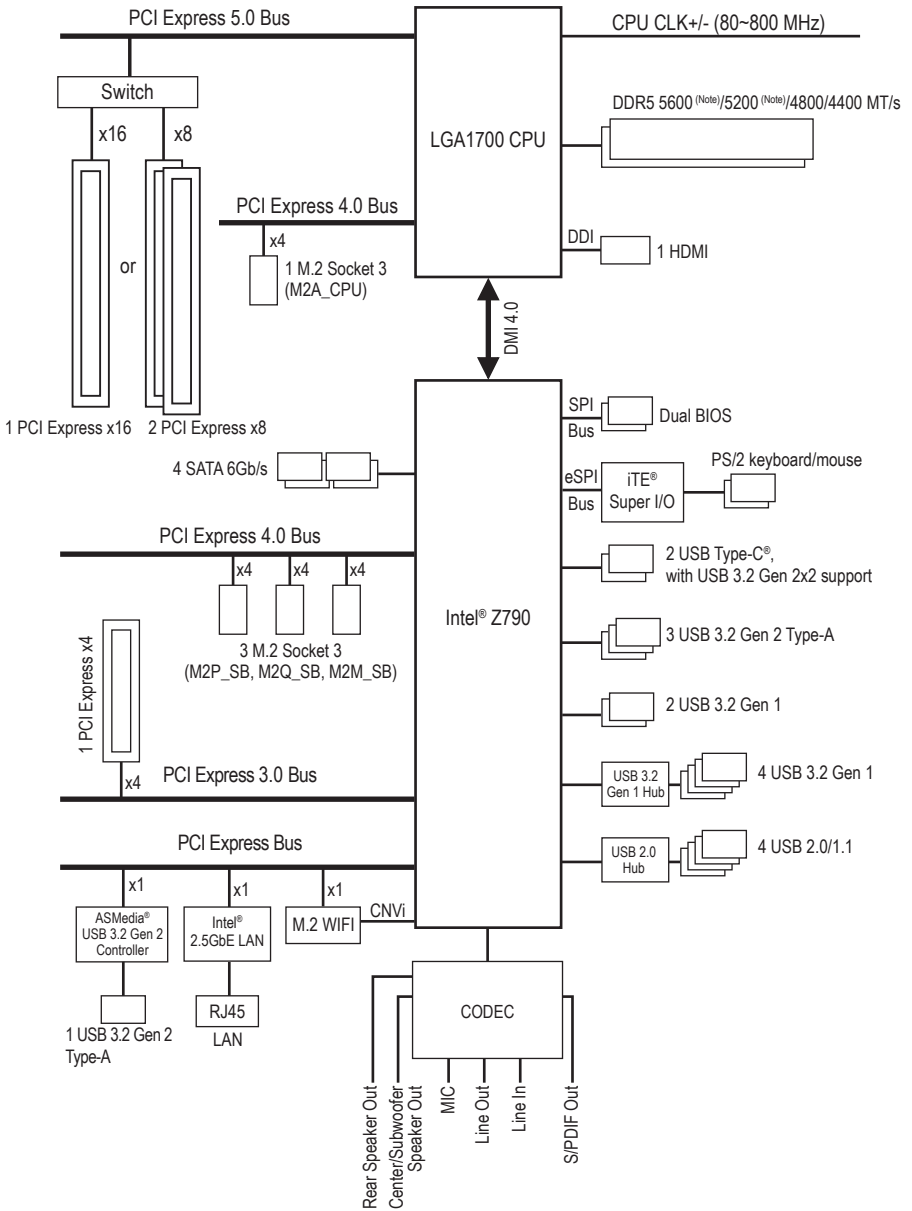 PCI Express 5.0 Bus
CPU CLK+/- (80~800 MHz)
Switch
x16
x8
LGA1700 CPU
DDR5 5600 (Note)/5200 (Note)/4800/4400 MT/s
PCI Express 4.0 Bus
x4
or
1 M.2 Socket 3
(M2A_CPU)
DDI
1 HDMI
DMI 4.0
1 PCI Express x16
2 PCI Express x8
SPI
Bus
Dual BIOS
4 SATA 6Gb/s
eSPI
Bus
iTE®
Super I/O
PS/2 keyboard/mouse
PCI Express 4.0 Bus
x4
x4
x4
2 USB Type-C®,
with USB 3.2 Gen 2x2 support
Intel® Z790
3 M.2 Socket 3
(M2P_SB, M2Q_SB, M2M_SB)
3 USB 3.2 Gen 2 Type-A
1 PCI Express x4
2 USB 3.2 Gen 1
x4
PCI Express 3.0 Bus
USB 3.2
Gen 1 Hub
4 USB 3.2 Gen 1
PCI Express Bus
USB 2.0
Hub
4 USB 2.0/1.1
x1
x1
x1
ASMedia®
USB 3.2 Gen 2
Controller
Intel®
2.5GbE LAN
M.2 WIFI
CNVi
1 USB 3.2 Gen 2
Type-A
RJ45
LAN
CODEC
Rear Speaker Out
Center/Subwoofer
Speaker Out
MIC
Line Out
Line In
S/PDIF Out